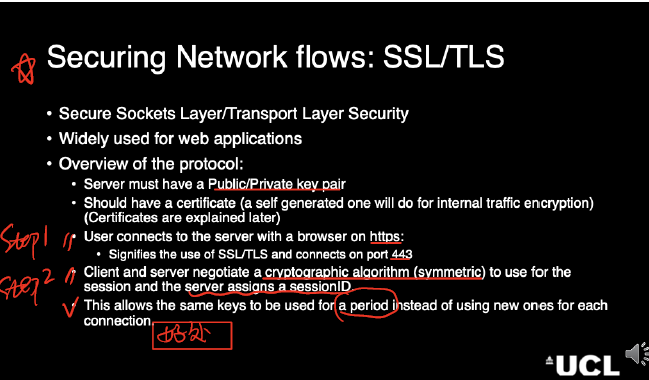 Securing Network flows: SSL/TLS
• Secure Sockets Layer/Transport Layer Security
• Widely used for web applications
• Overview of the protocol:
• Server must have a Public/Private key pair
• Should have a certificate (a self generated one will do for internal traffic encryption)
(Certificates are explained later)
Step1 • User connects to the server with a browser on https:
• Signifies the use of SSL/TLS and connects on port 443
Step2 • Client and server negotiate a cryptographic algorithm (symmetric) to use for the
session and the server assigns a sessionID.
• This allows the same keys to be used for a period instead of using new ones for each
connection.
好处
UCL